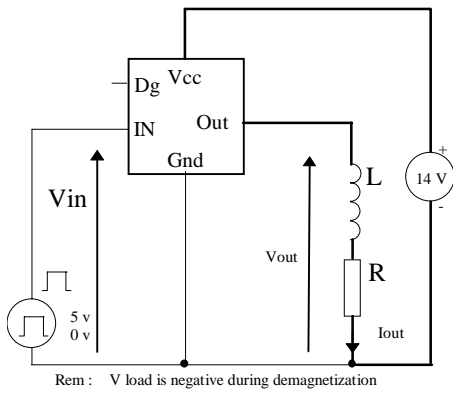 Vcc
Dg
IN
Out
Gnd
Vin
+
14 V
-
L
Vout
R
5 v
0 v
Iout
Rem : V load is negative during demagnetization